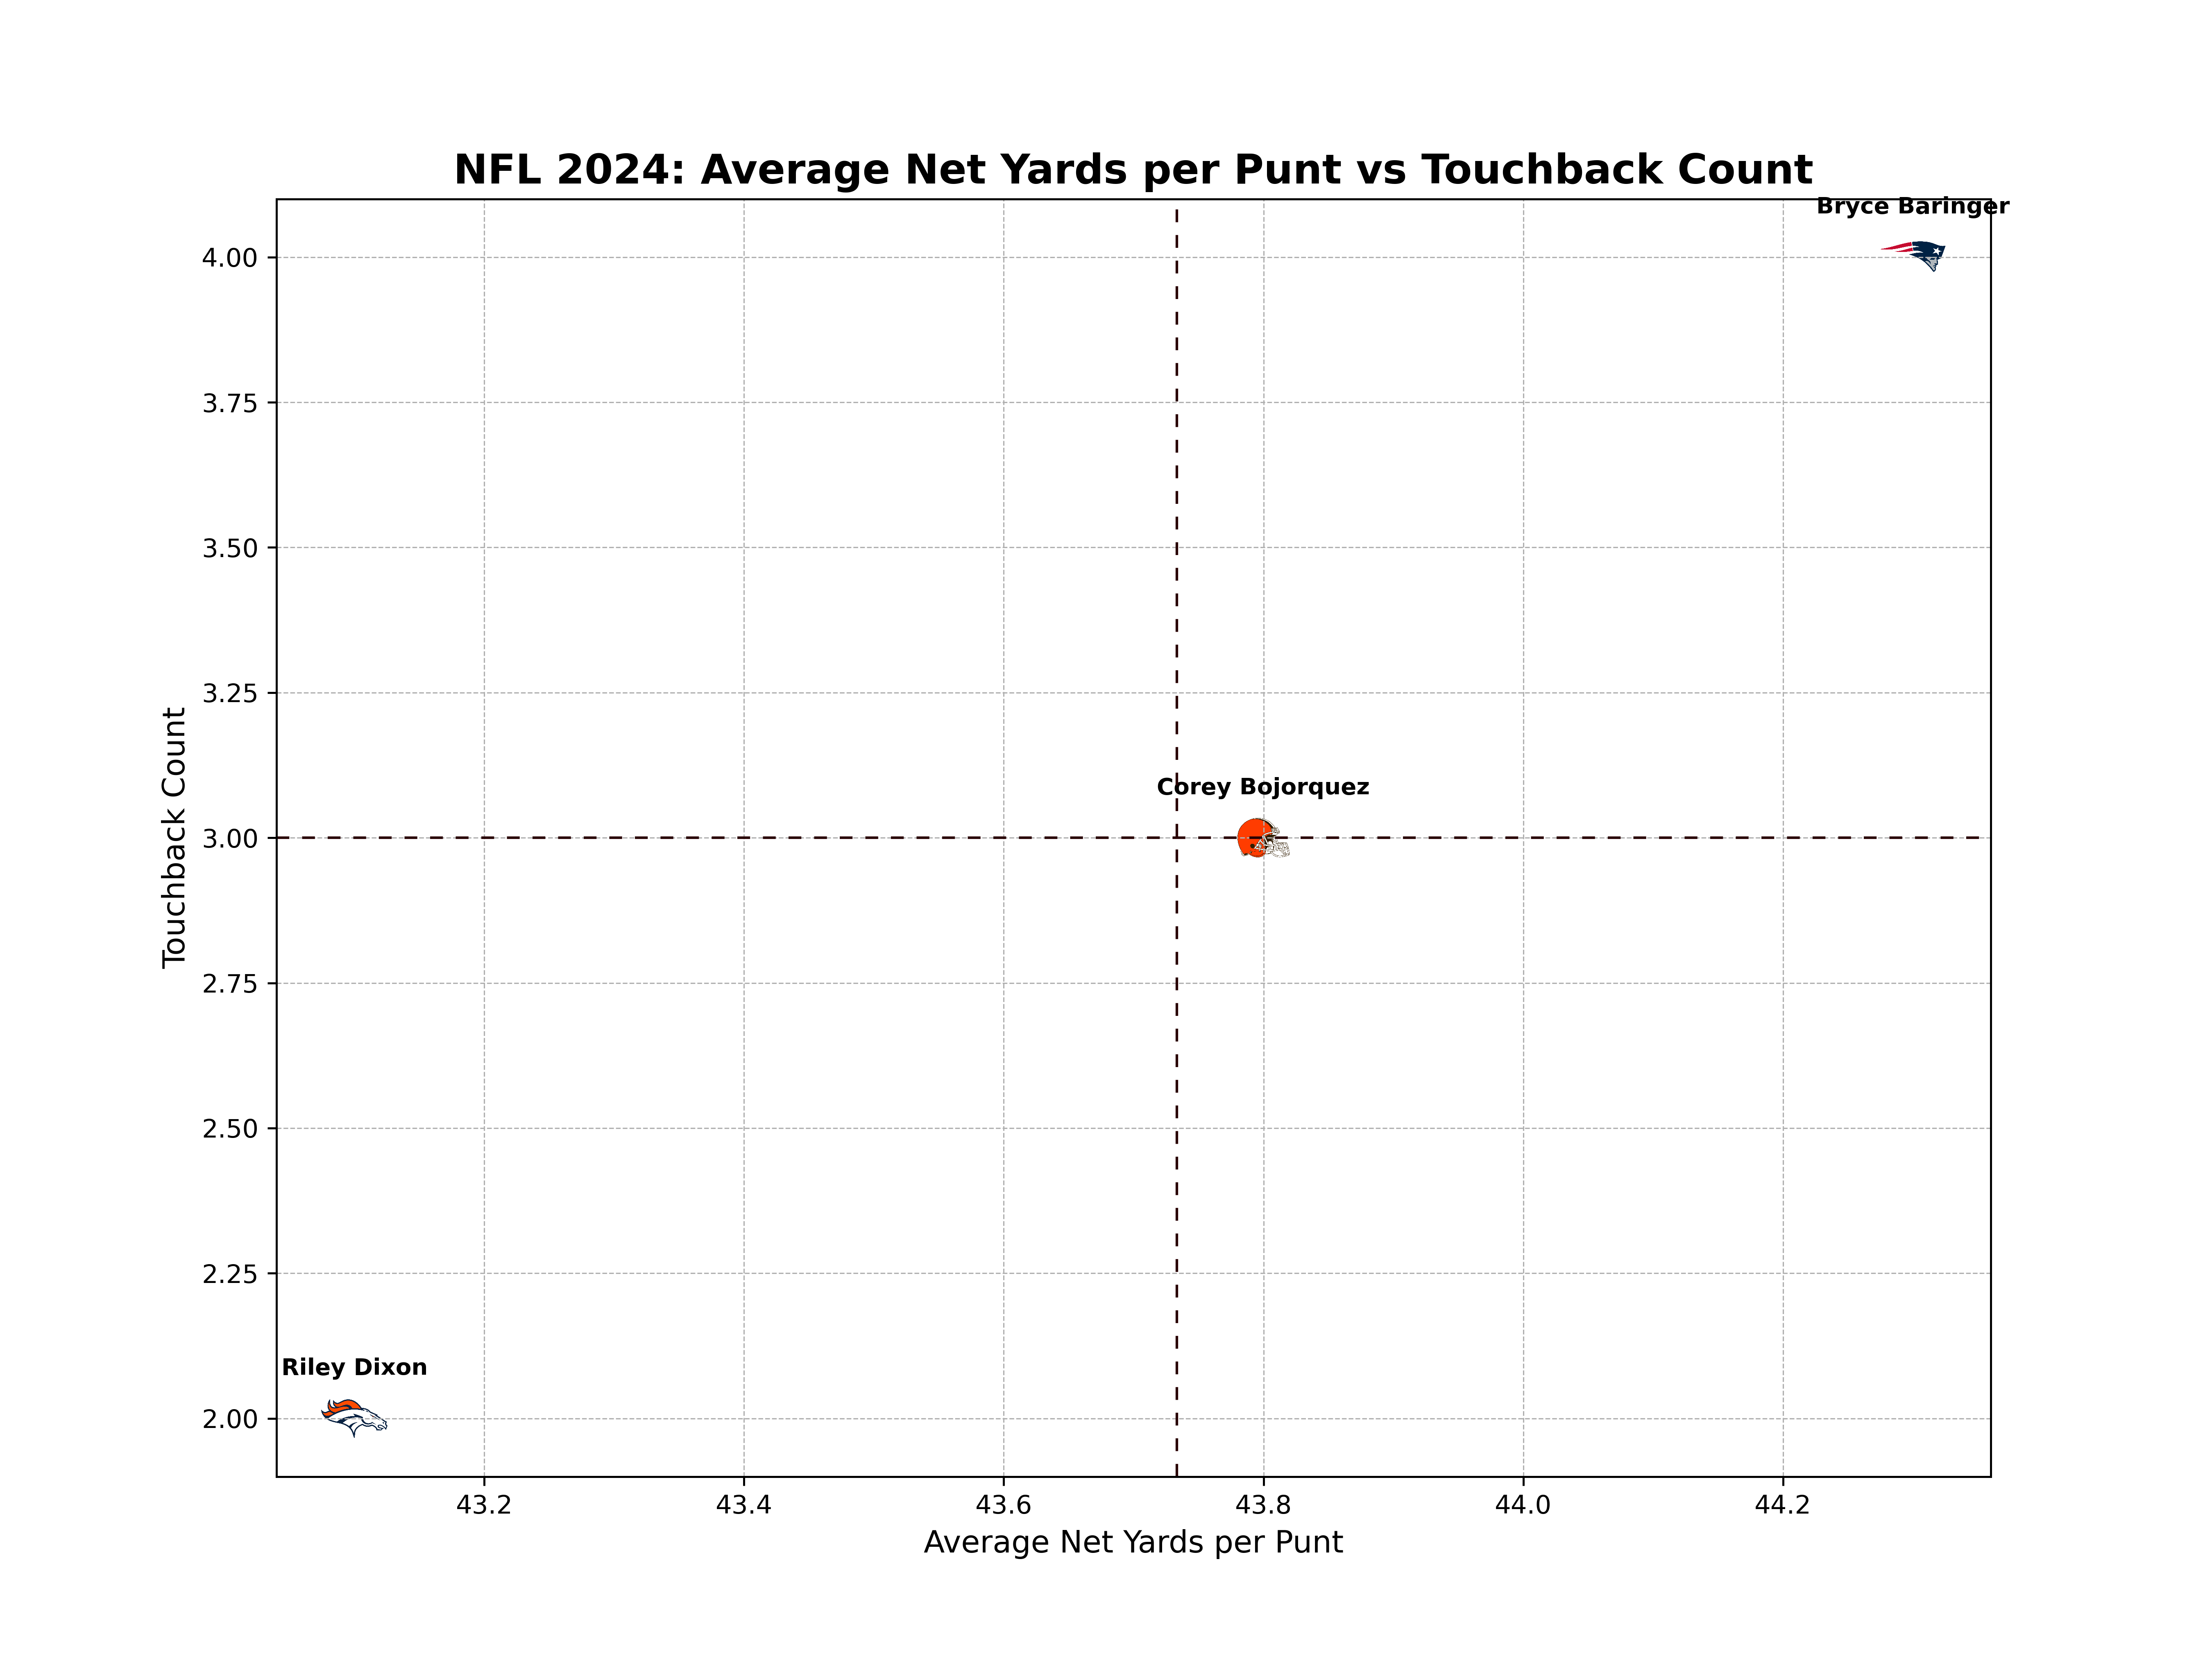 NFL 2024: Average Net Yards per Punt vs Touchback Count
Bryce Baringer
4.00
3.75
3.50
3.25
Touchback Count
Corey Bojorquez
3.00
2.75
2.50
2.25
Riley Dixon
2.00
43.2 43.4 43.6 43.8 44.0 44.2
Average Net Yards per Punt